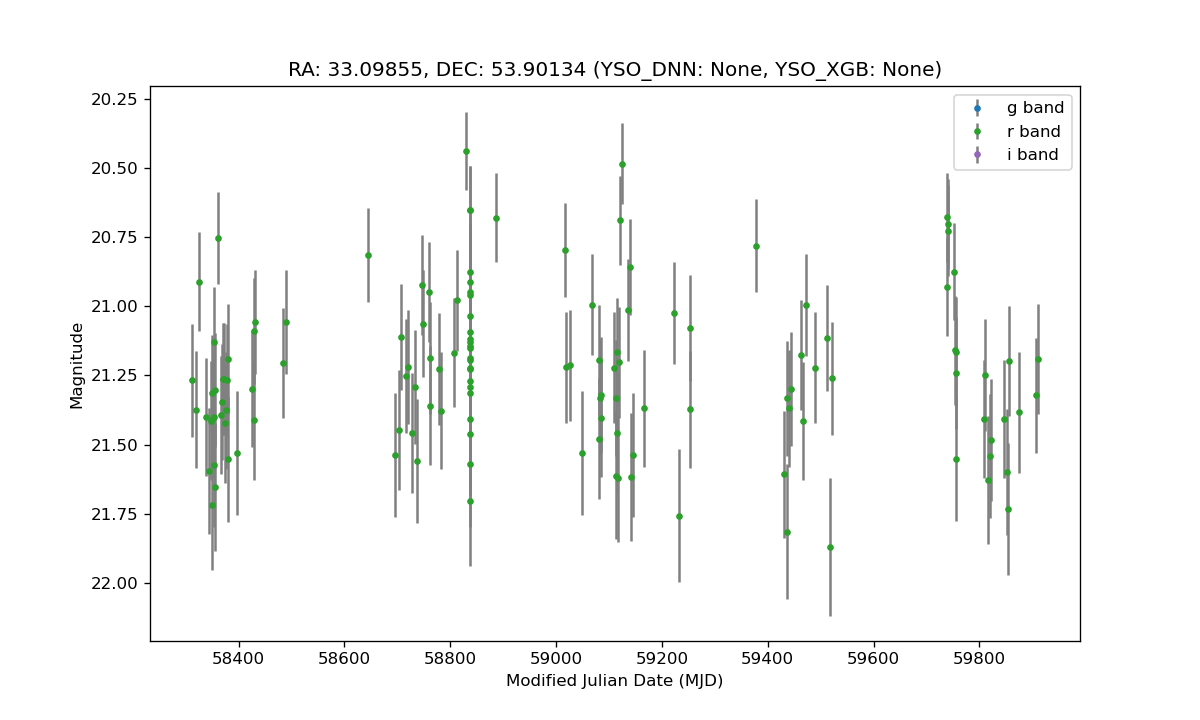 RA: 33.09855, DEC: 53.90134 (YSO_DNN: None, YSO_XGB: None)
g band
r band
i band
20.25
20.50
20.75
21.00
21.25
21.50
21.75
22.00
Magnitude
58400 58600 58800 59000 59200 59400 59600 59800
Modified Julian Date (MJD)